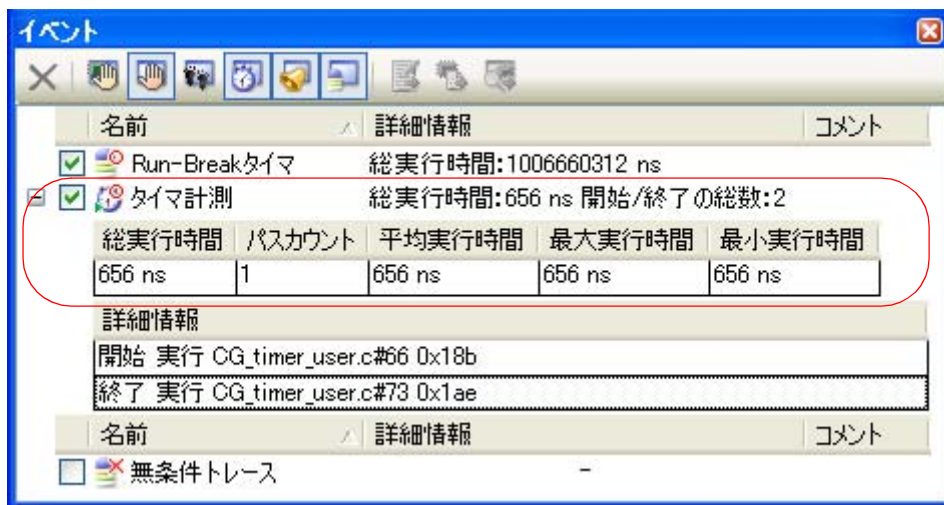 イベント
名前 詳細情報 コメント
Run-Breakタイマ 総実行時間:1006660312 ns
タイマ計測 総実行時間:656 ns 開始/終了の総数:2
総実行時間 パスカウント 平均実行時間 最大実行時間 最小実行時間
656 ns 1 656 ns 656 ns 656 ns
詳細情報
開始 実行 CG_timer_user.c#66 0x18b
終了 実行 CG_timer_user.c#73 0x1ae
名前 詳細情報 コメント
無条件トレース -